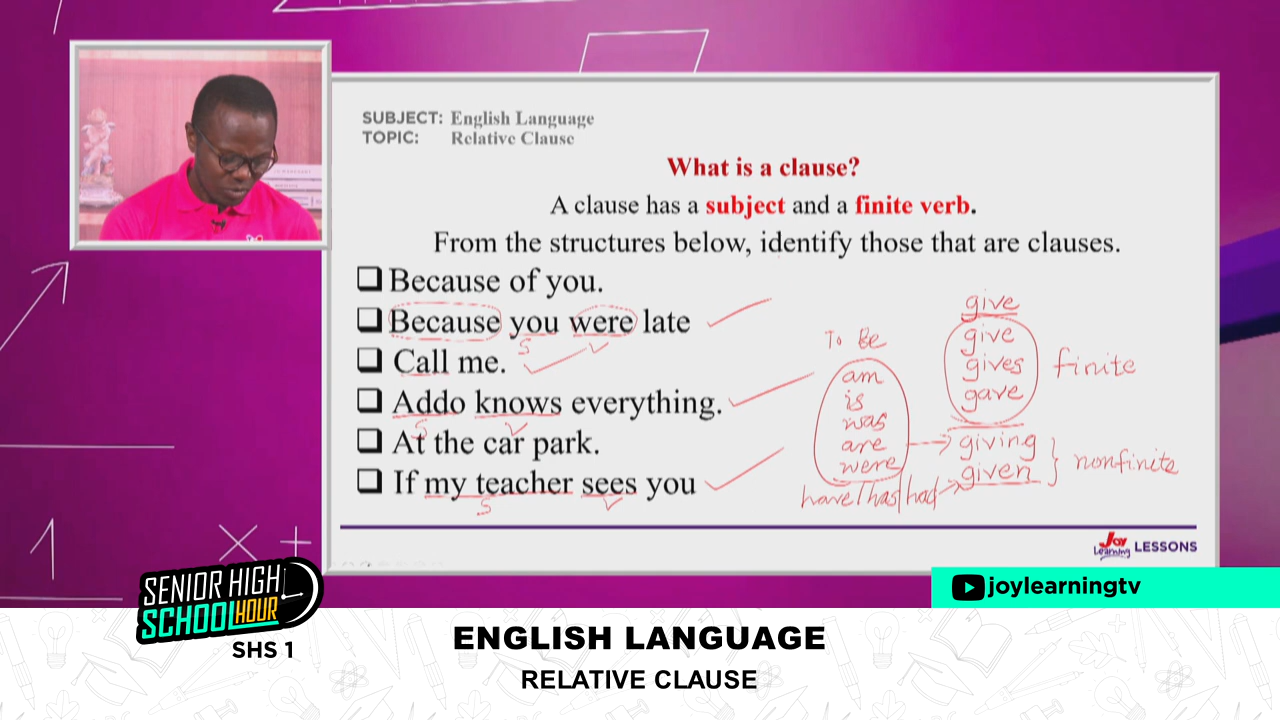 SUBJECT: English Language
TOPIC: Relative Clause
What is a clause?
A clause has a subject and a finite verb.
From the structures below, identify those that are clauses.
Because of you.
Because you were late
S V
Call me.
Addo knows everything.
S V
At the car park.
If my teacher sees you
S V
To Be
am
is
was
are
were
have/has/had
give
give
gives
gave
finite
giving
given
nonfinite
Joy Learning LESSONS
joylearningtv
SENIOR HIGH
SCHOOL HOUR
SHS 1
ENGLISH LANGUAGE
RELATIVE CLAUSE